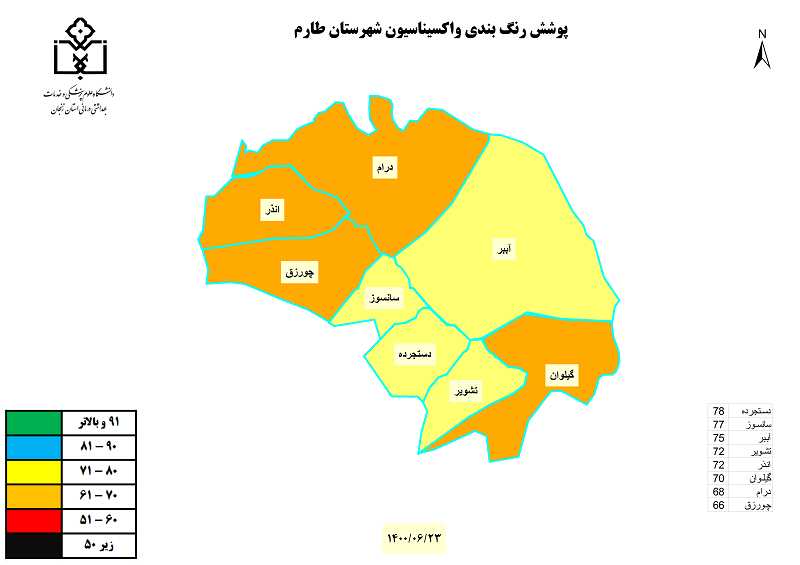 پوشش رنگ بندی واکسیناسیون شهرستان طارم
N
دانشگاه علوم پزشکی و خدمات
بهداشتی درمانی استان زنجان
درام
انذر
آببر
چورزق
سانسوز
دستجرده
گیلوان
تشویر
۹۱ و بالاتر
۸۱ – ۹۰
۷۱ – ۸۰
۶۱ – ۷۰
۵۱ – ۶۰
زیر ۵۰
دستجرده 78
سانسوز 77
آببر 75
تشویر 72
انذر 72
گیلوان 70
درام 68
چورزق 66
۱۴۰۰/۰۶/۲۳